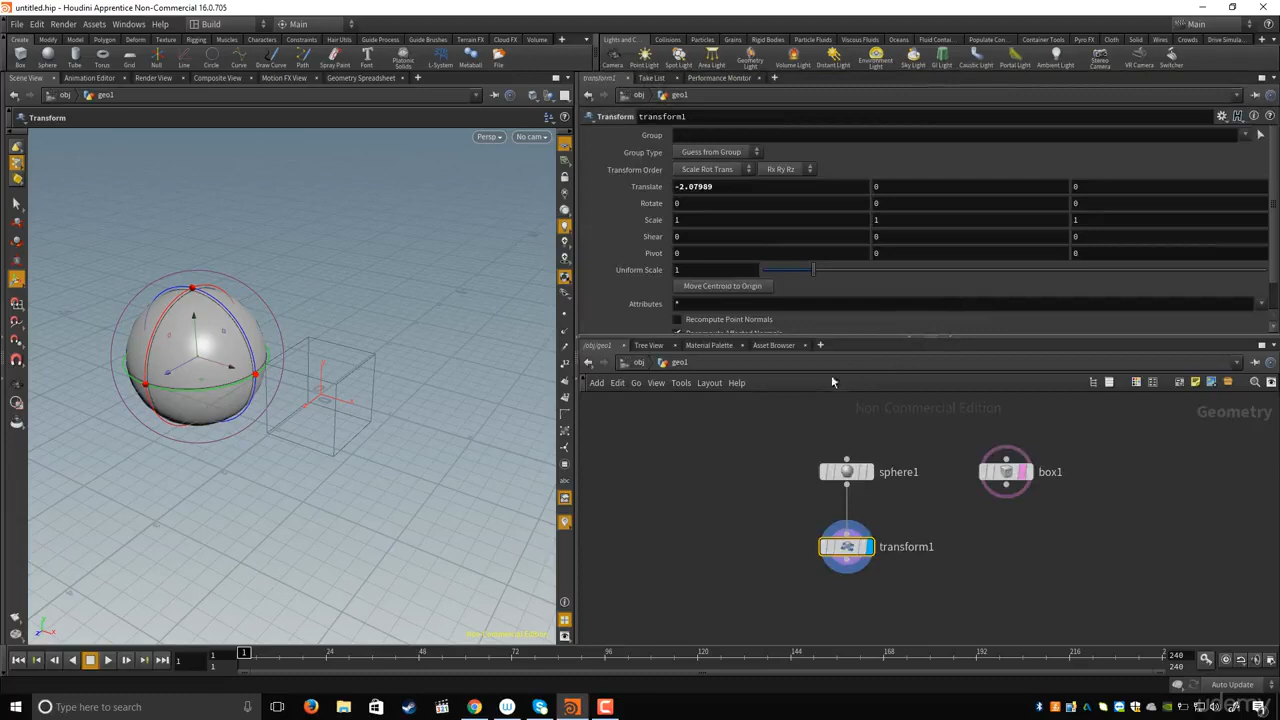 untitled.hip - Houdini Apprentice Non-Commercial 16.0.705
File Edit Render Assets Windows Help Build Main Main
Create Modify Model Polygon Deform Texture Rigging Muscles Characters Constraints Hair Utils Guide Process Guide Brushes Terrain FX Cloud FX Volume
Lights and C... Collisions Particles Grains Rigid Bodies Particle Fluids Viscous Fluids Oceans Fluid Contai... Populate Con... Container Tools Pyro FX Cloth Solid Wires Crowds Drive Simula...
Box Sphere Tube Torus Grid Null Line Circle Curve Draw Curve Path Spray Paint Font Platonic Solids L-System Metaball File
Camera Point Light Spot Light Area Light Geometry Light Volume Light Distant Light Environment Light Sky Light GI Light Caustic Light Portal Light Ambient Light Stereo Camera VR Camera Switcher
Scene View Animation Editor Render View Composite View Motion FX View Geometry Spreadsheet
transform1 Take List Performance Monitor
obj geo1
obj geo1
Transform
Transform transform1
Persp No cam
Group
Group Type Guess from Group
Transform Order Scale Rot Trans Rx Ry Rz
Translate -2.07989 0 0
Rotate 0 0 0
Scale 1 1 1
Shear 0 0 0
Pivot 0 0 0
Uniform Scale 1
Move Centroid to Origin
Attributes *
Recompute Point Normals
Recompute Affected Normals
/obj/geo1 Tree View Material Palette Asset Browser
obj geo1
Add Edit Go View Tools Layout Help
Non-Commercial Edition
Geometry
sphere1
box1
transform1
Non-Commercial Edition
1
1
1
1 24 48 72 96 120 144 168 192 216
240
240
Auto Update
Type here to search